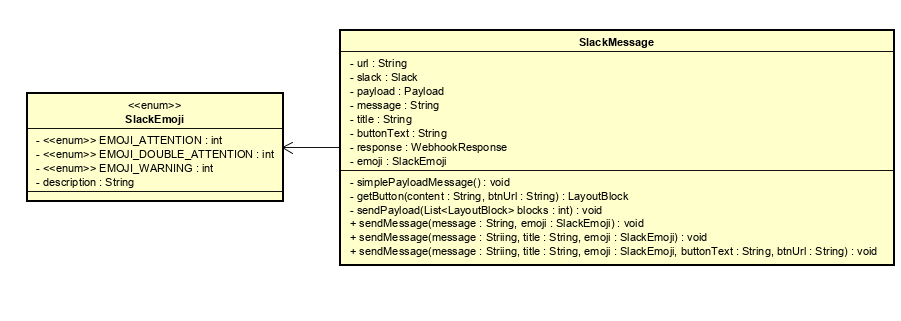 <<enum>>
SlackEmoji
- <<enum>> EMOJI_ATTENTION : int
- <<enum>> EMOJI_DOUBLE_ATTENTION : int
- <<enum>> EMOJI_WARNING : int
- description : String
SlackMessage
- url : String
- slack : Slack
- payload : Payload
- message : String
- title : String
- buttonText : String
- response : WebhookResponse
- emoji : SlackEmoji
- simplePayloadMessage() : void
- getButton(content : String, btnUrl : String) : LayoutBlock
- sendPayload(List<LayoutBlock> blocks : int) : void
+ sendMessage(message : String, emoji : SlackEmoji) : void
+ sendMessage(message : Striing, title : String, emoji : SlackEmoji) : void
+ sendMessage(message : Striing, title : String, emoji : SlackEmoji, buttonText : String, btnUrl : String) : void